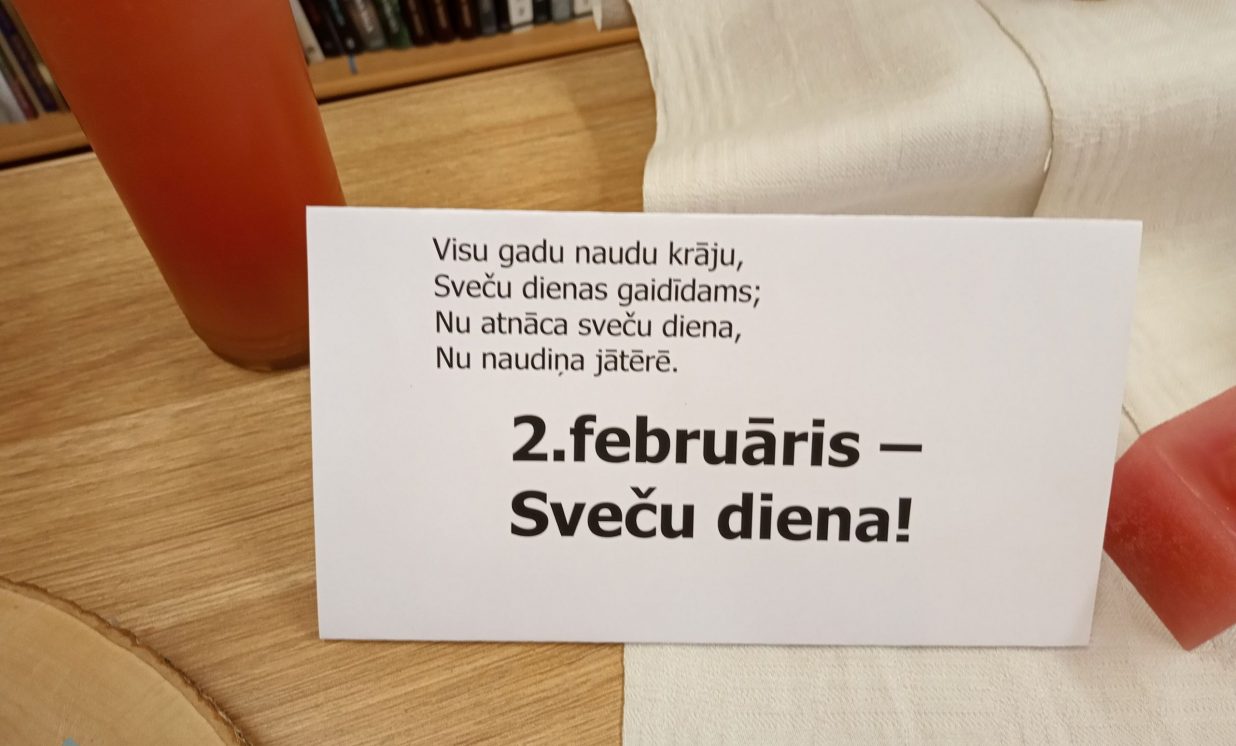 Visu gadu naudu krāju,
Sveču dienas gaidīdams;
Nu atnāca sveču diena,
Nu naudiņa jātērē.
2.februāris –
Sveču diena!